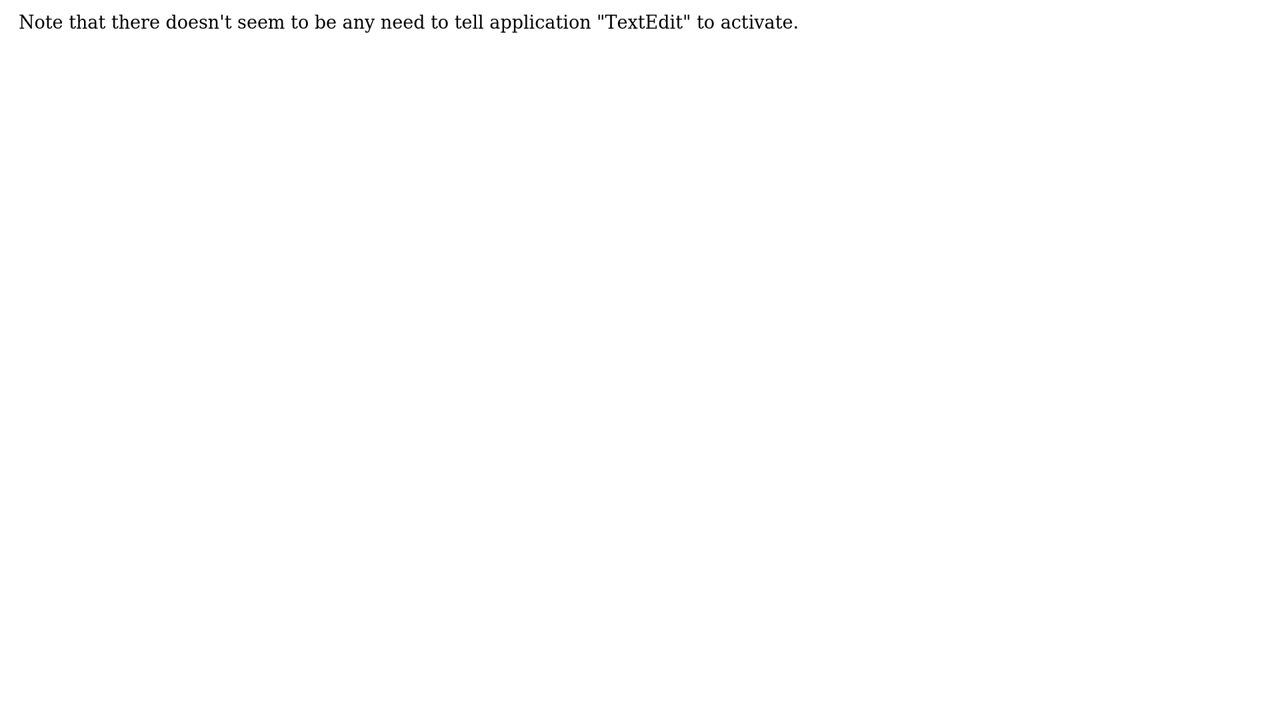 Note that there doesn't seem to be any need to tell application "TextEdit" to activate.